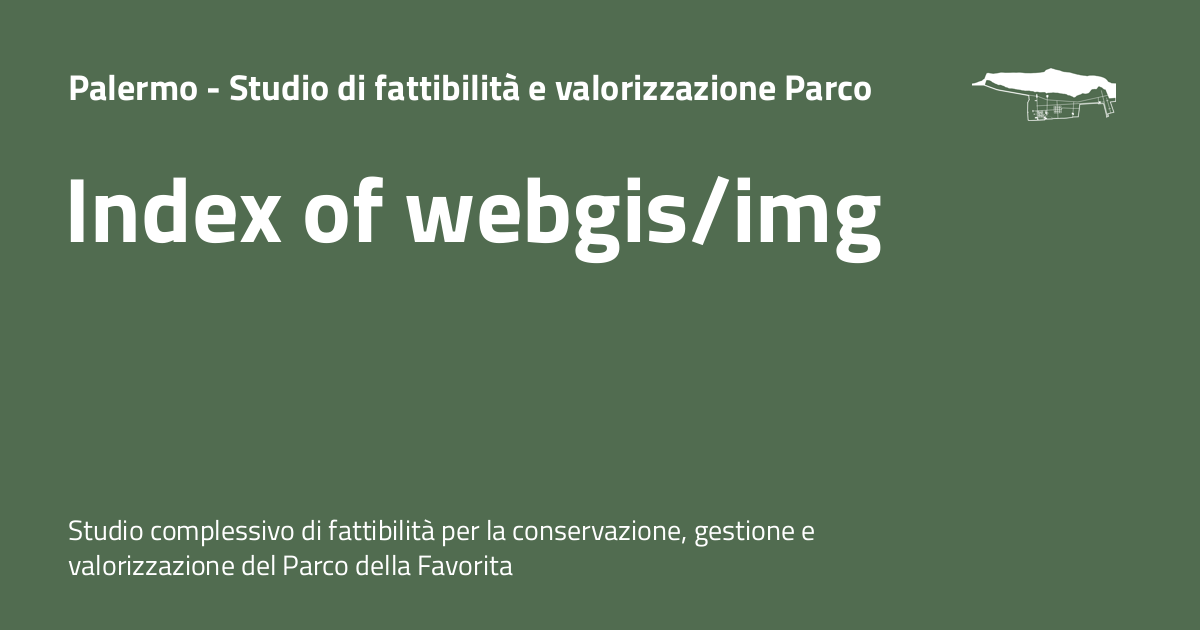 Palermo - Studio di fattibilità e valorizzazione Parco
Index of webgis/img
Studio complessivo di fattibilità per la conservazione, gestione e
valorizzazione del Parco della Favorita